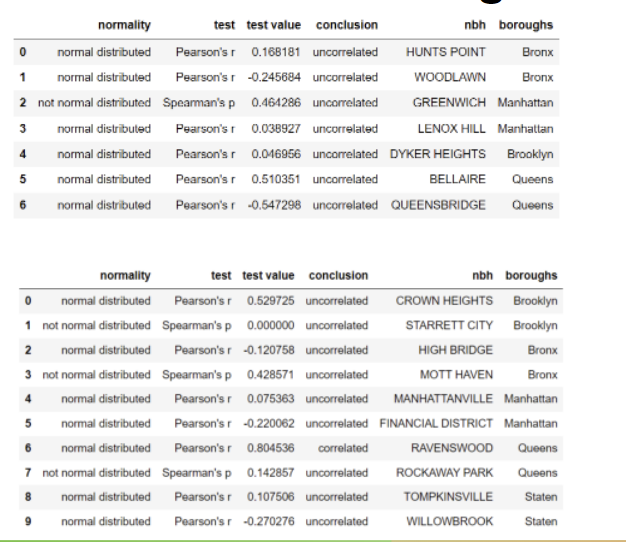 normality test test value conclusion nbh boroughs
0 normal distributed Pearson's r 0.168181 uncorrelated HUNTS POINT Bronx
1 normal distributed Pearson's r -0.245684 uncorrelated WOODLAWN Bronx
2 not normal distributed Spearman's p 0.464286 uncorrelated GREENWICH Manhattan
3 normal distributed Pearson's r 0.038927 uncorrelated LENOX HILL Manhattan
4 normal distributed Pearson's r 0.046956 uncorrelated DYKER HEIGHTS Brooklyn
5 normal distributed Pearson's r 0.510351 uncorrelated BELLAIRE Queens
6 normal distributed Pearson's r -0.547298 uncorrelated QUEENSBRIDGE Queens
normality test test value conclusion nbh boroughs
0 normal distributed Pearson's r 0.529725 uncorrelated CROWN HEIGHTS Brooklyn
1 not normal distributed Spearman's p 0.000000 uncorrelated STARRETT CITY Brooklyn
2 normal distributed Pearson's r -0.120758 uncorrelated HIGH BRIDGE Bronx
3 not normal distributed Spearman's p 0.428571 uncorrelated MOTT HAVEN Bronx
4 normal distributed Pearson's r 0.075363 uncorrelated MANHATTANVILLE Manhattan
5 normal distributed Pearson's r -0.220062 uncorrelated FINANCIAL DISTRICT Manhattan
6 normal distributed Pearson's r 0.804536 correlated RAVENSWOOD Queens
7 not normal distributed Spearman's p 0.142857 uncorrelated ROCKAWAY PARK Queens
8 normal distributed Pearson's r 0.107506 uncorrelated TOMPKINSVILLE Staten
9 normal distributed Pearson's r -0.270276 uncorrelated WILLOWBROOK Staten